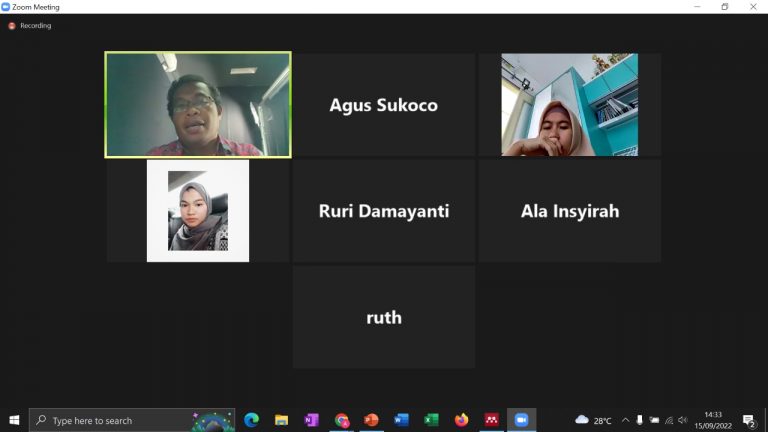 Zoom Meeting
Recording
Agus Sukoco
Ruri Damayanti
Ala Insyirah
ruth
Type here to search
28°C
14:33
15/09/2022
2